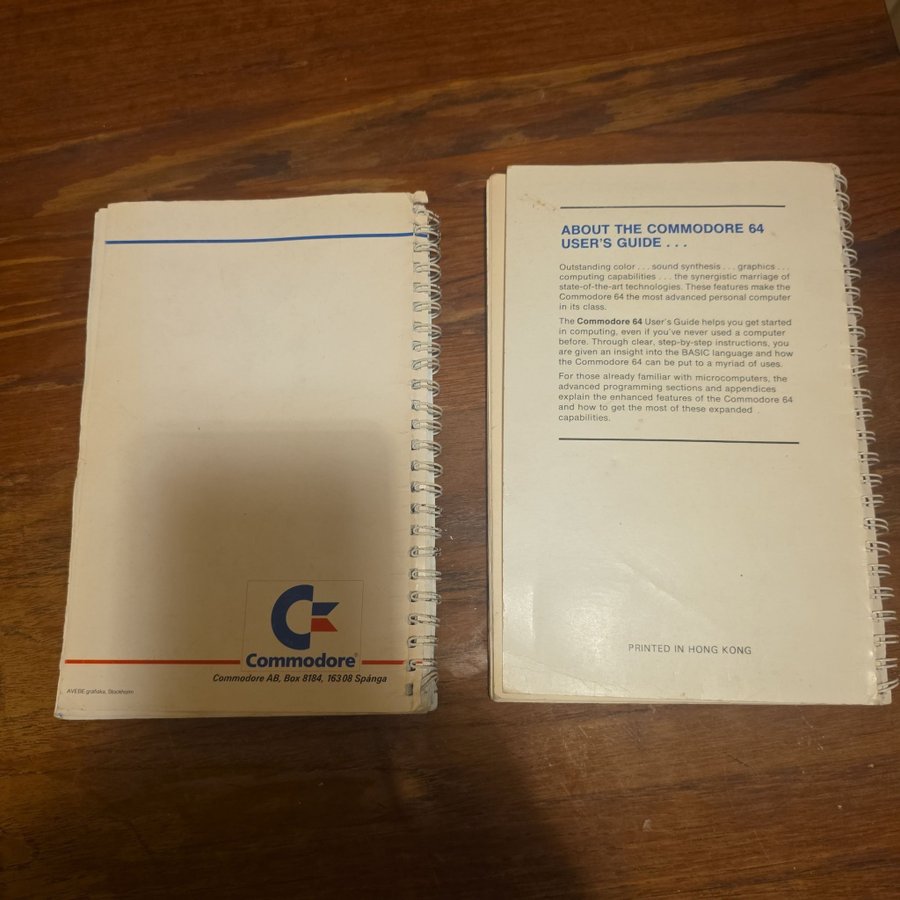 Commodore®
Commodore AB, Box 8184, 163 08 Spånga
AVEBE grafiska, Stockholm
ABOUT THE COMMODORE 64
USER'S GUIDE . . .
Outstanding color . . . sound synthesis . . . graphics . . .
computing capabilities . . . the synergistic marriage of
state-of-the-art technologies. These features make the
Commodore 64 the most advanced personal computer
in its class.
The Commodore 64 User's Guide helps you get started
in computing, even if you've never used a computer
before. Through clear, step-by-step instructions, you
are given an insight into the BASIC language and how
the Commodore 64 can be put to a myriad of uses.
For those already familiar with microcomputers, the
advanced programming sections and appendices
explain the enhanced features of the Commodore 64
and how to get the most of these expanded
capabilities.
PRINTED IN HONG KONG